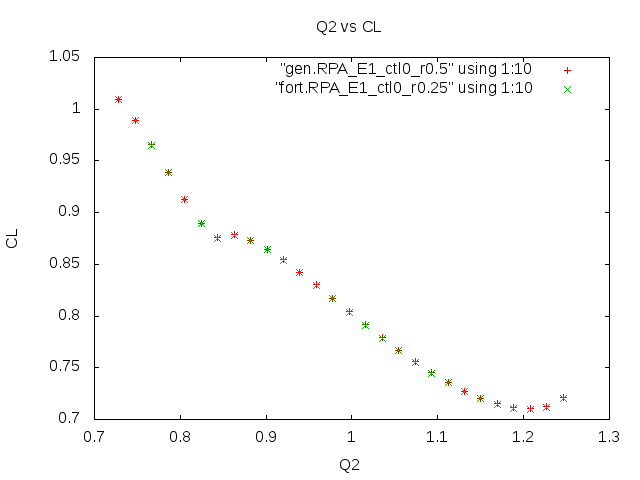 Q2 vs CL
"gen.RPA_E1_ctl0_r0.5" using 1:10
"fort.RPA_E1_ctl0_r0.25" using 1:10
1.05
1
0.95
0.9
0.85
0.8
0.75
0.7
CL
0.7 0.8 0.9 1 1.1 1.2 1.3
Q2